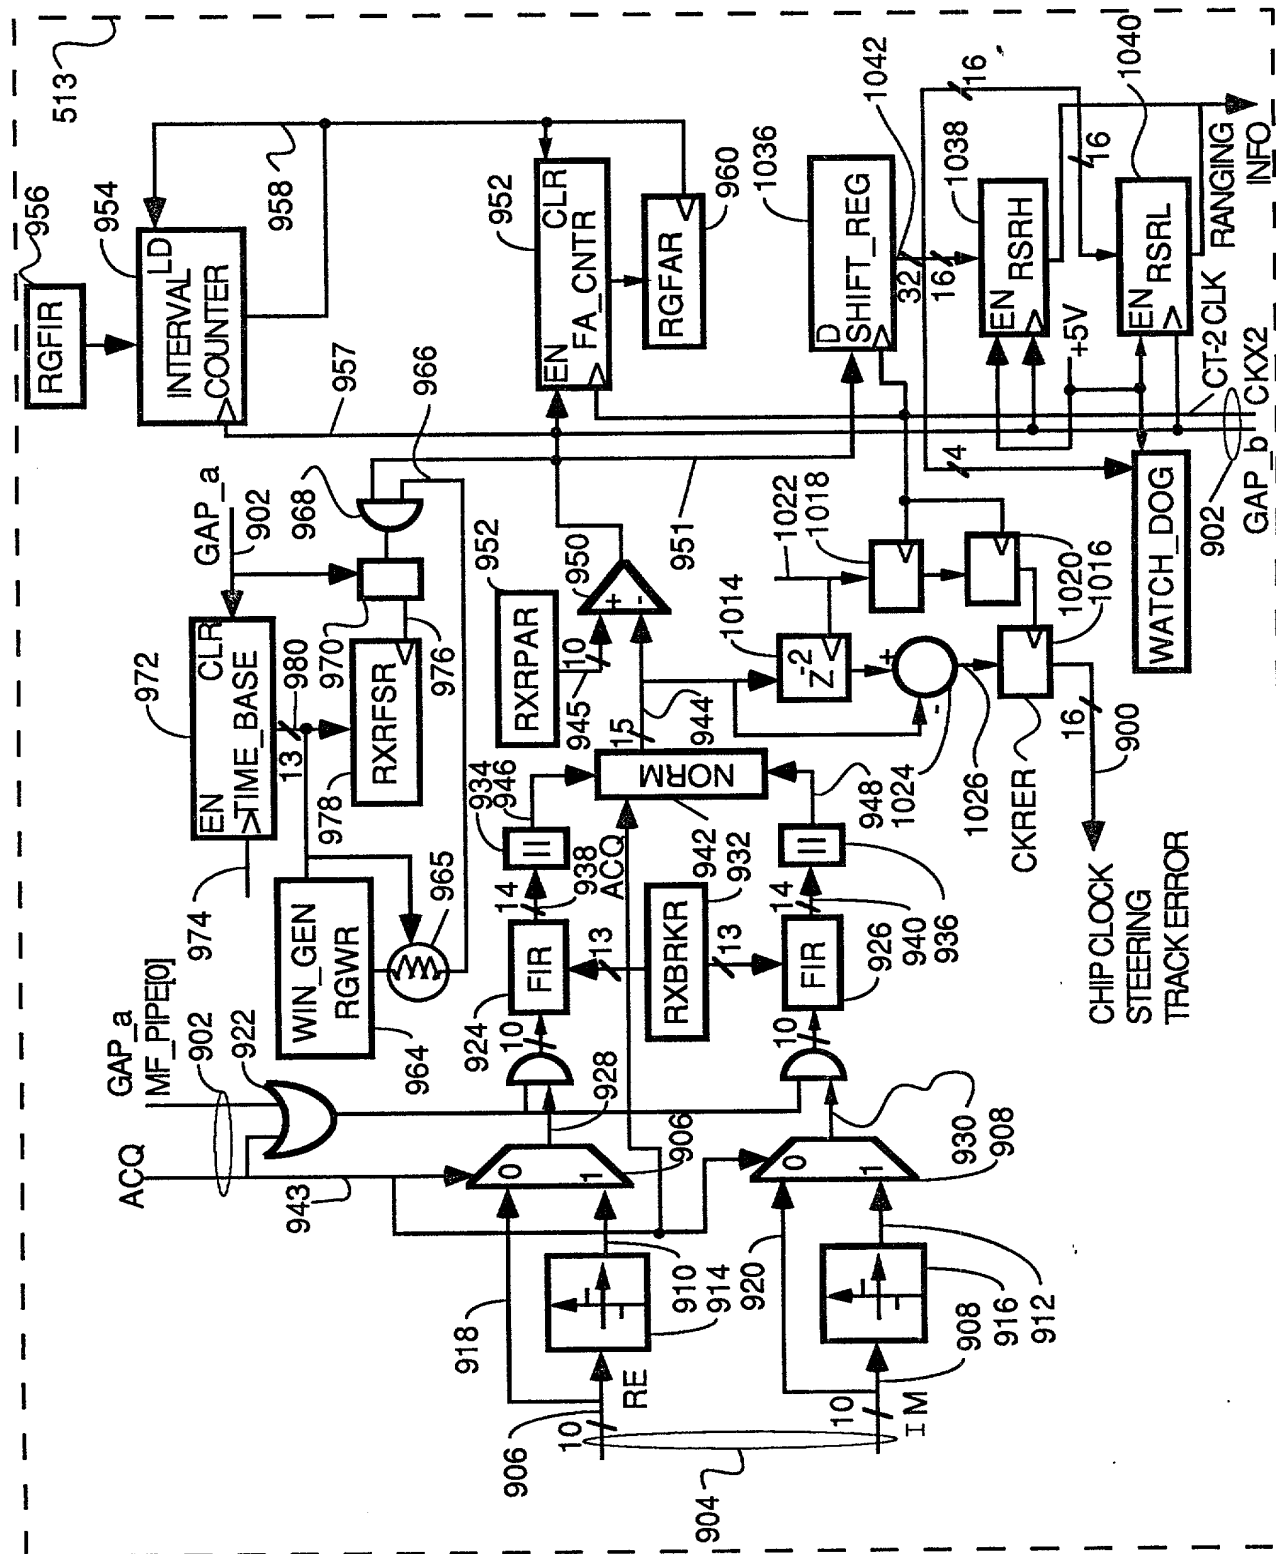 513
RGFIR
956
954
INTERVAL LD
COUNTER
958
957
952
EN CLR
FA_CNTR
RGFAR
960
1036
D
SHIFT_REG
1042
32
16
16
1038
EN
RSRH
16
1040
EN
RSRL
+5V
CT-2 CLK
CKX2
RANGING
INFO
GAP_b
902
4
WATCH_DOG
GAP_a
902
968
966
972
EN CLR
TIME_BASE
974
13
980
970
976
RXRFSR
978
WIN_GEN
RGWR
964
965
RXRPAR
952
950
+
-
951
10
945
15
944
1014
Z-2
1022
1018
1020
1016
+
-
1024
1026
CKRER
16
900
CHIP CLOCK
STEERING
TRACK ERROR
NORM
942
934
946
948
||
||
14
938
ACQ
14
940
936
932
RXBRKR
13
13
FIR
924
10
FIR
926
10
GAP_a
MF_PIPE[0]
902
922
ACQ
943
928
0
1
906
0
1
930
908
918
910
914
920
908
916
912
906
10
RE
10
IM
904